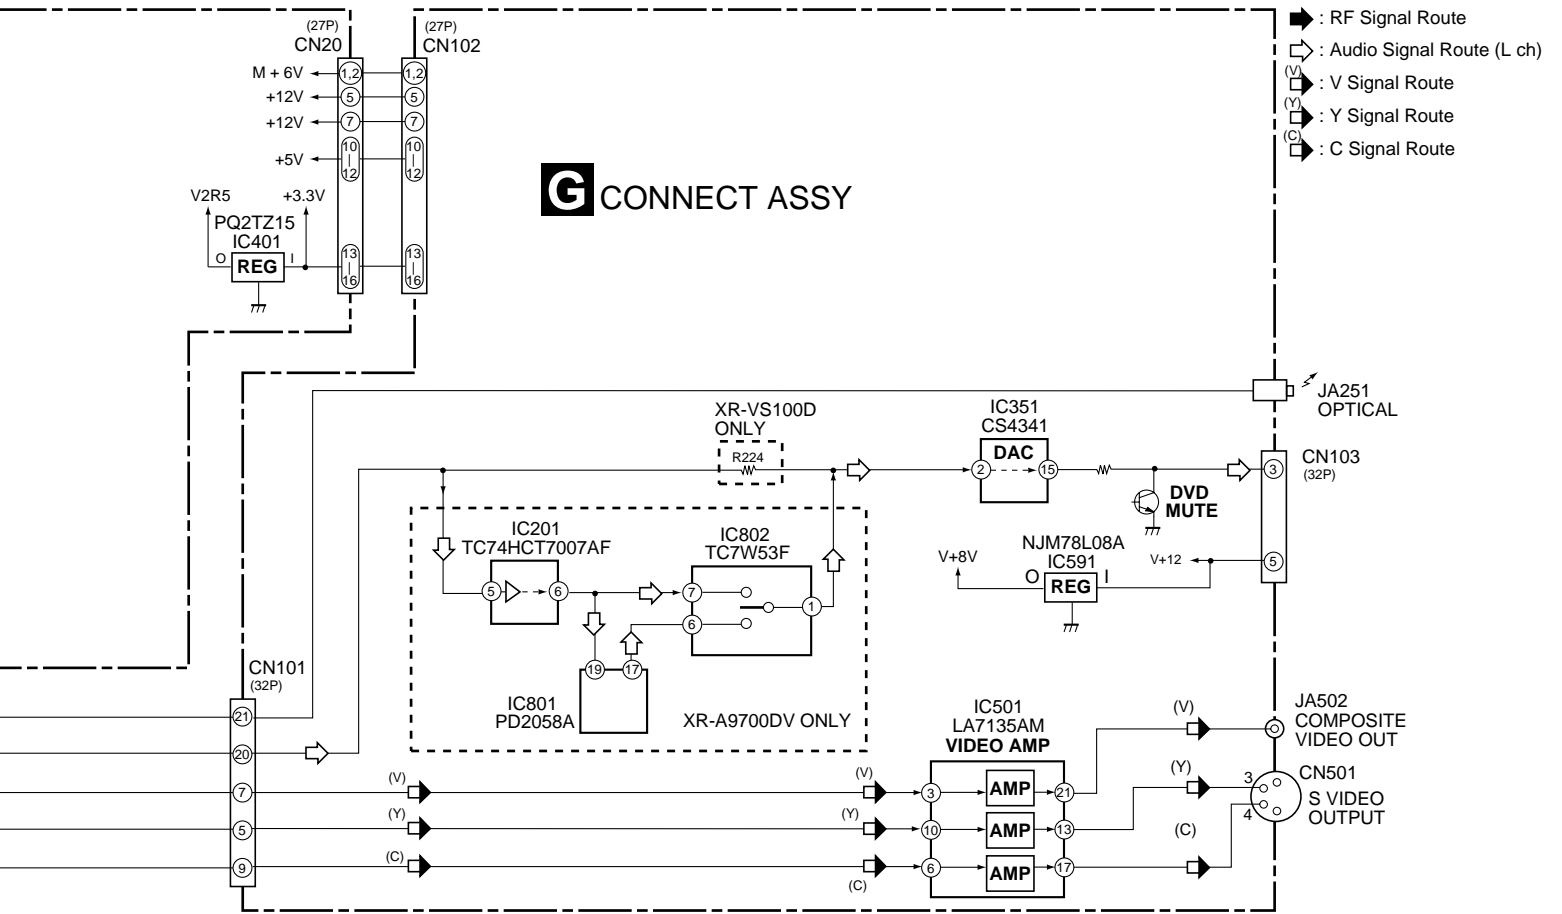 : RF Signal Route
: Audio Signal Route (L ch)
(V)
: V Signal Route
(Y)
: Y Signal Route
(C)
: C Signal Route
(27P)
CN20
(27P)
CN102
M + 6V
1,2
1,2
+12V
5
5
+12V
7
7
+5V
10
12
10
12
V2R5
+3.3V
PQ2TZ15
IC401
O
REG
I
13
16
13
16
G CONNECT ASSY
JA251
OPTICAL
XR-VS100D
ONLY
R224
IC351
CS4341
DAC
2
15
DVD
MUTE
CN103
(32P)
3
5
IC201
TC74HCT7007AF
5
6
IC802
TC7W53F
7
6
1
19
17
IC801
PD2058A
XR-A9700DV ONLY
V+8V
NJM78L08A
IC591
O
REG
I
V+12
CN101
(32P)
21
20
7
5
9
(V)
(Y)
(C)
(V)
(Y)
(C)
IC501
LA7135AM
VIDEO AMP
3
AMP
21
10
AMP
13
6
AMP
17
(V)
(Y)
(C)
JA502
COMPOSITE
VIDEO OUT
CN501
3
4
S VIDEO
OUTPUT